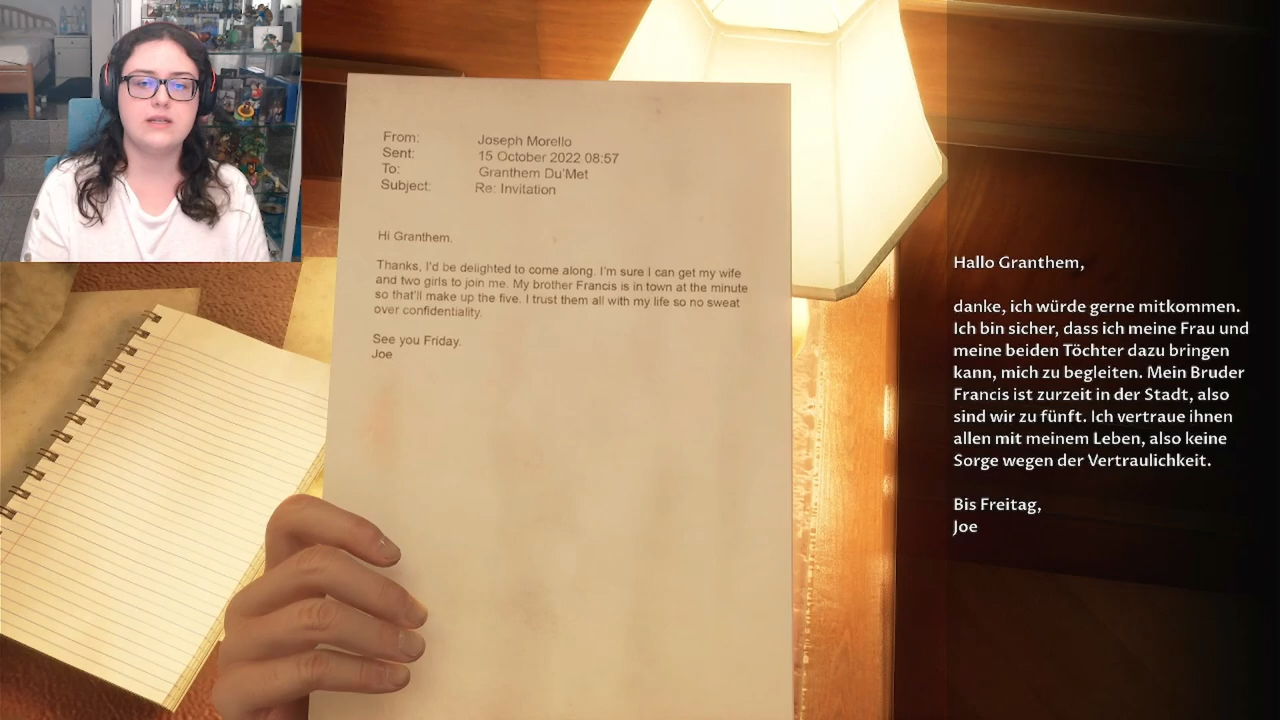 From: Joseph Morello
Sent: 15 October 2022 08:57
To: Granthem Du'Met
Subject: Re: Invitation
Hi Granthem,
Thanks, I'd be delighted to come along. I'm sure I can get my wife
and two girls to join me. My brother Francis is in town at the minute
so that'll make up the five. I trust them all with my life so no sweat
over confidentiality.
See you Friday.
Joe
Hallo Granthem,
danke, ich würde gerne mitkommen.
Ich bin sicher, dass ich meine Frau und
meine beiden Töchter dazu bringen
kann, mich zu begleiten. Mein Bruder
Francis ist zurzeit in der Stadt, also
sind wir zu fünft. Ich vertraue ihnen
allen mit meinem Leben, also keine
Sorge wegen der Vertraulichkeit.
Bis Freitag,
Joe